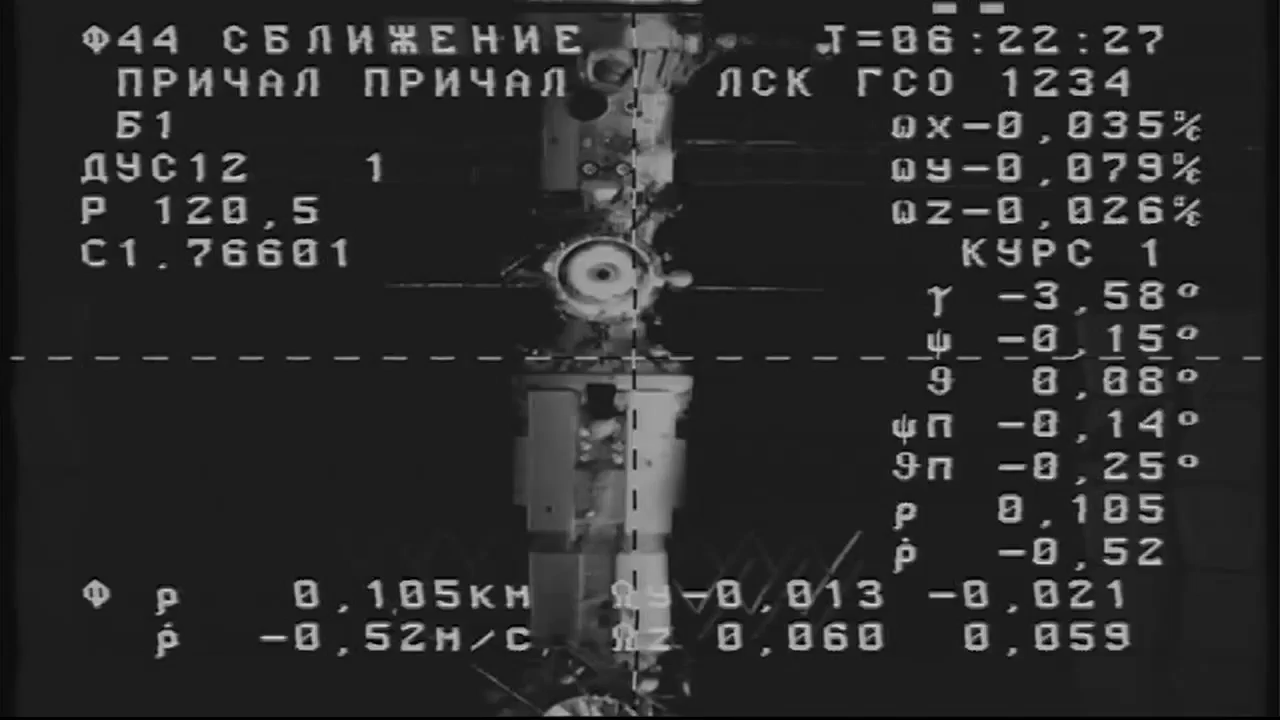 Ф44 СБЛИЖЕНИЕ Т=06:22:27
ПРИЧАЛ ПРИЧАЛ ЛСК ГСО 1234
Б1 ωx-0,035°/с
ДУС12 1 ωy-0,079°/с
Р 120,5 ωz-0,026°/с
С1.76601 КУРС 1
γ -3,58°
ψ -0,15°
ϑ 0,08°
ψп -0,14°
ϑп -0,25°
ρ 0,105
ρ̇ -0,52
Ф ρ 0,105км Ωy-0,013 -0,021
ρ̇ -0,52м/с, Ωz 0,060 0,059